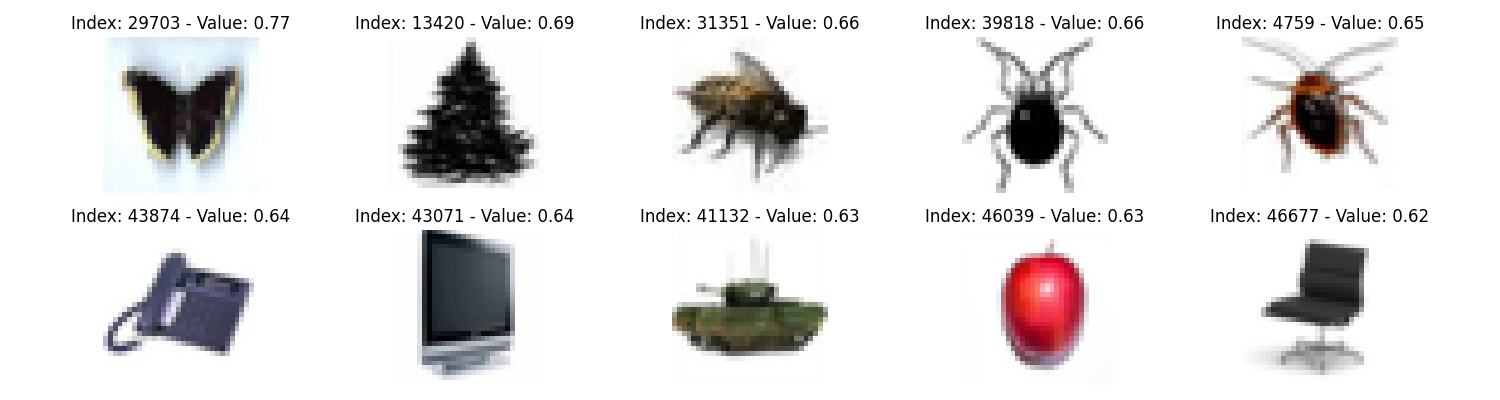 Index: 29703 - Value: 0.77
Index: 13420 - Value: 0.69
Index: 31351 - Value: 0.66
Index: 39818 - Value: 0.66
Index: 4759 - Value: 0.65
Index: 43874 - Value: 0.64
Index: 43071 - Value: 0.64
Index: 41132 - Value: 0.63
Index: 46039 - Value: 0.63
Index: 46677 - Value: 0.62